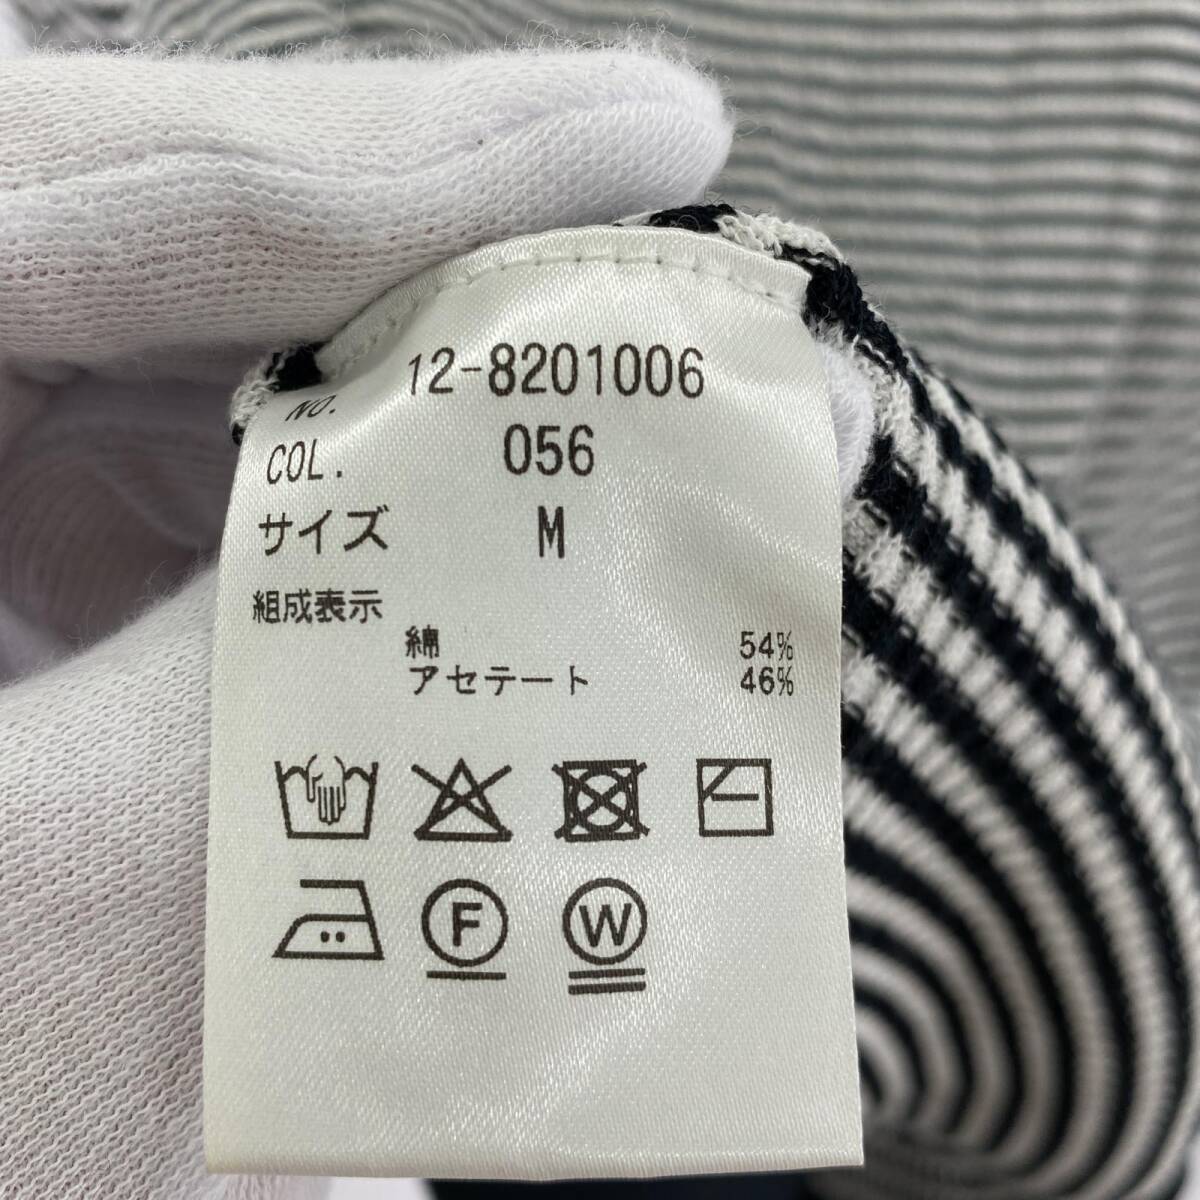 No. 12-8201006
COL. 056
サイズ M
組成表示
綿 54%
アセテート 46%
F W